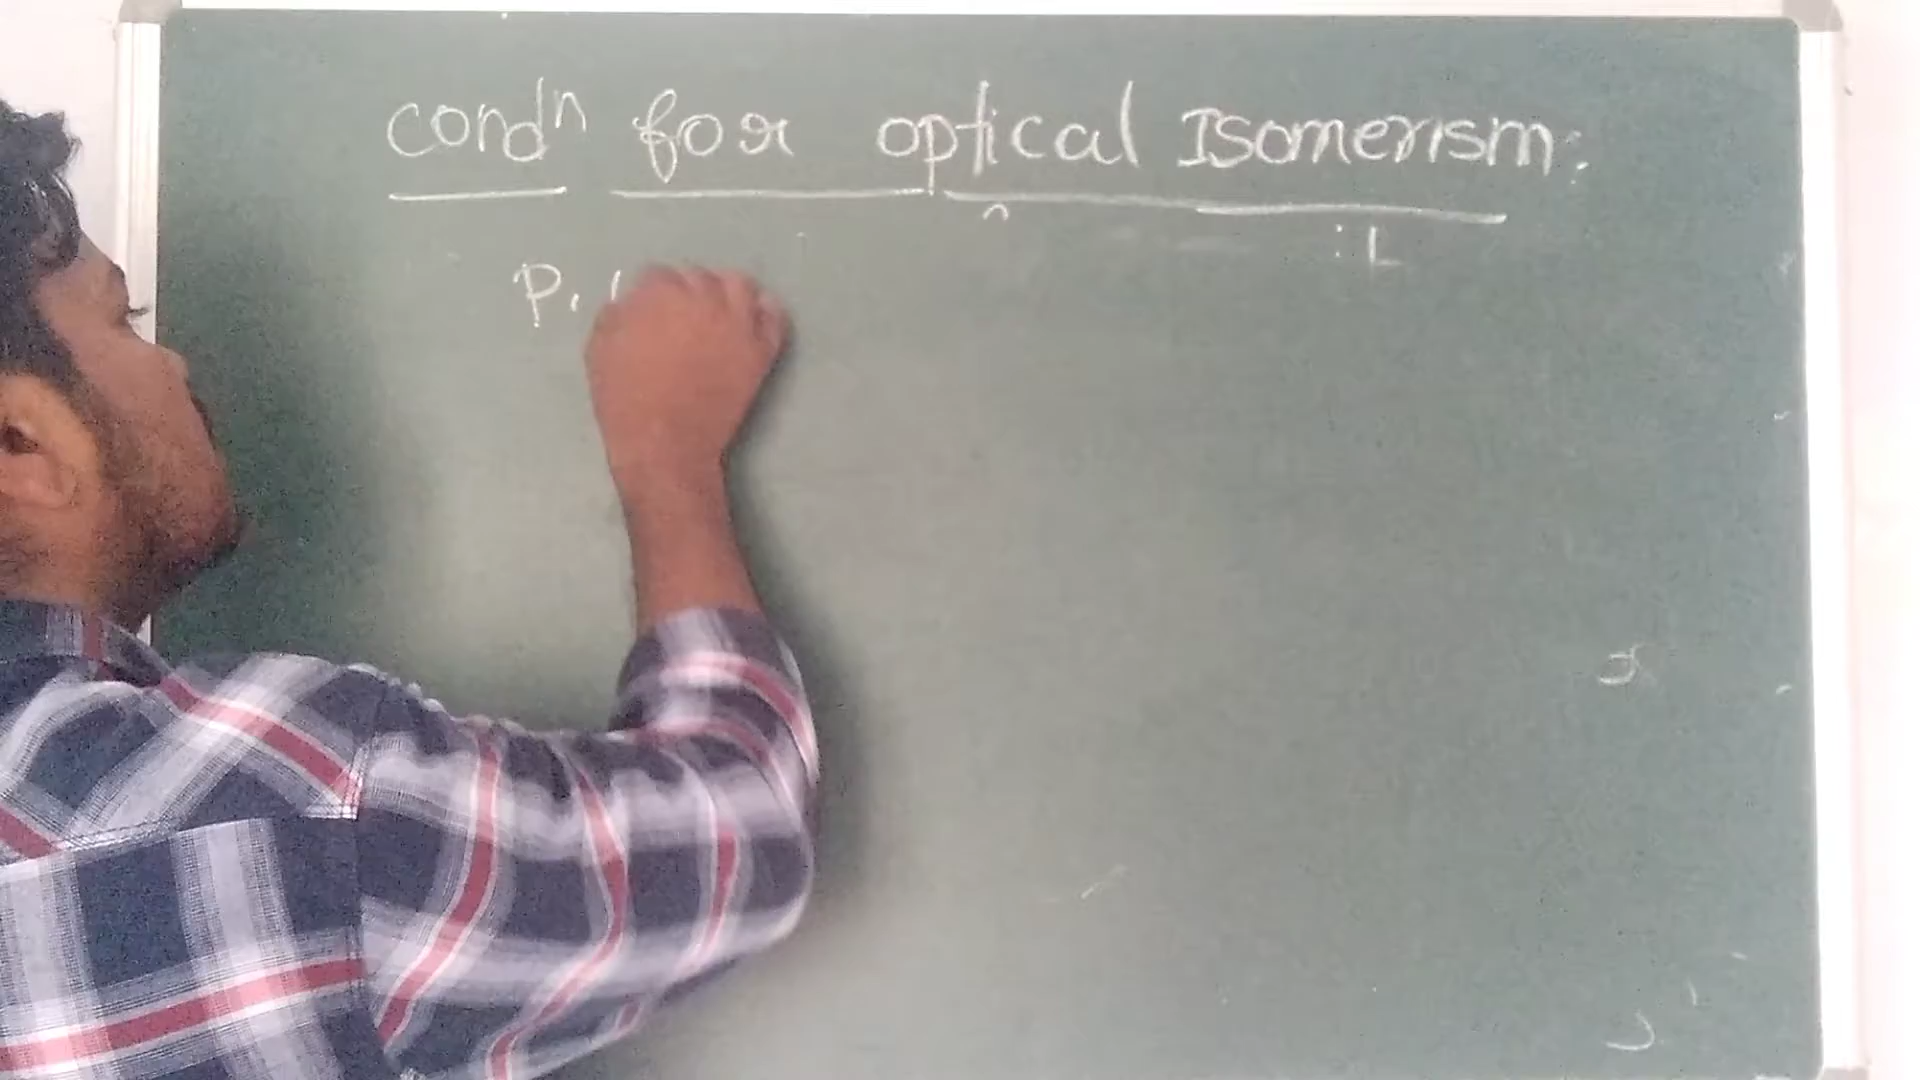 condⁿ for optical Isomerism:
P.